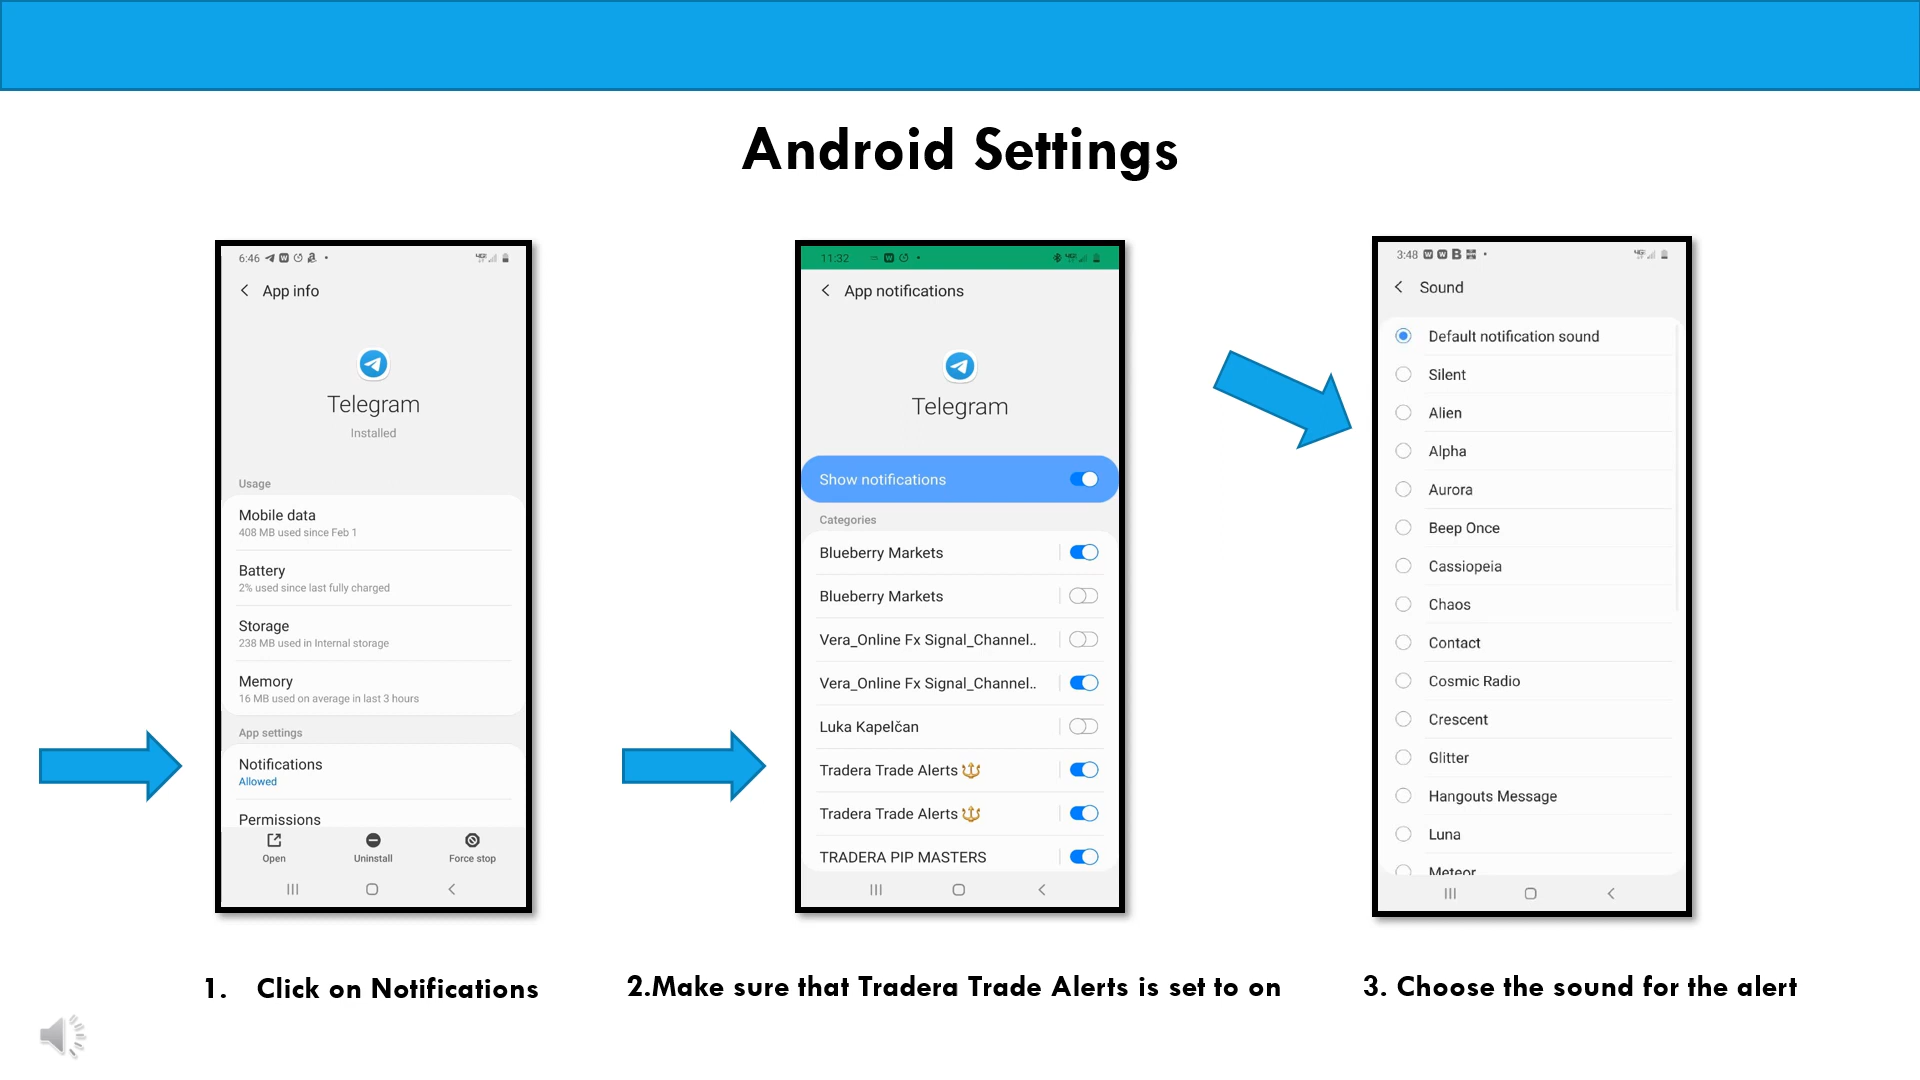 Android Settings
6:46
App info
Telegram
Installed
Usage
Mobile data
408 MB used since Feb 1
Battery
2% used since last fully charged
Storage
238 MB used in Internal storage
Memory
16 MB used on average in last 3 hours
App settings
Notifications
Allowed
Permissions
Open Uninstall Force stop
11:32
App notifications
Telegram
Show notifications
Categories
Blueberry Markets
Blueberry Markets
Vera_Online Fx Signal_Channel..
Vera_Online Fx Signal_Channel..
Luka Kapelčan
Tradera Trade Alerts 🔱
Tradera Trade Alerts 🔱
TRADERA PIP MASTERS
3:48
Sound
Default notification sound
Silent
Alien
Alpha
Aurora
Beep Once
Cassiopeia
Chaos
Contact
Cosmic Radio
Crescent
Glitter
Hangouts Message
Luna
Meteor
1. Click on Notifications
2.Make sure that Tradera Trade Alerts is set to on
3. Choose the sound for the alert